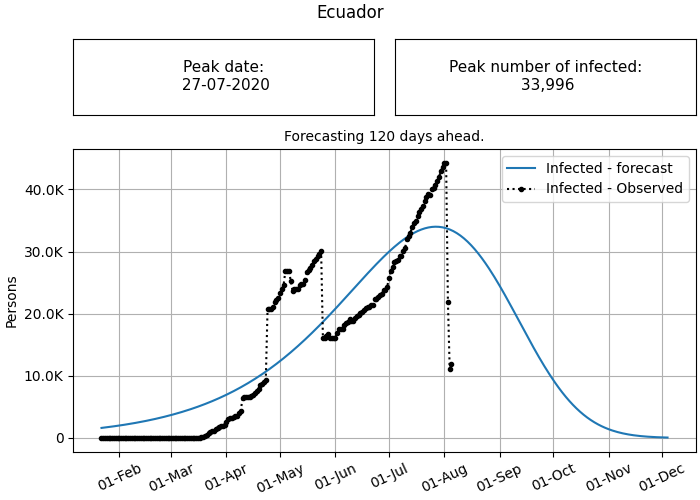 Ecuador
Peak date:
27-07-2020
Peak number of infected:
33,996
Forecasting 120 days ahead.
Infected - forecast
Infected - Observed
Persons
40.0K
30.0K
20.0K
10.0K
0
01-Feb
01-Mar
01-Apr
01-May
01-Jun
01-Jul
01-Aug
01-Sep
01-Oct
01-Nov
01-Dec